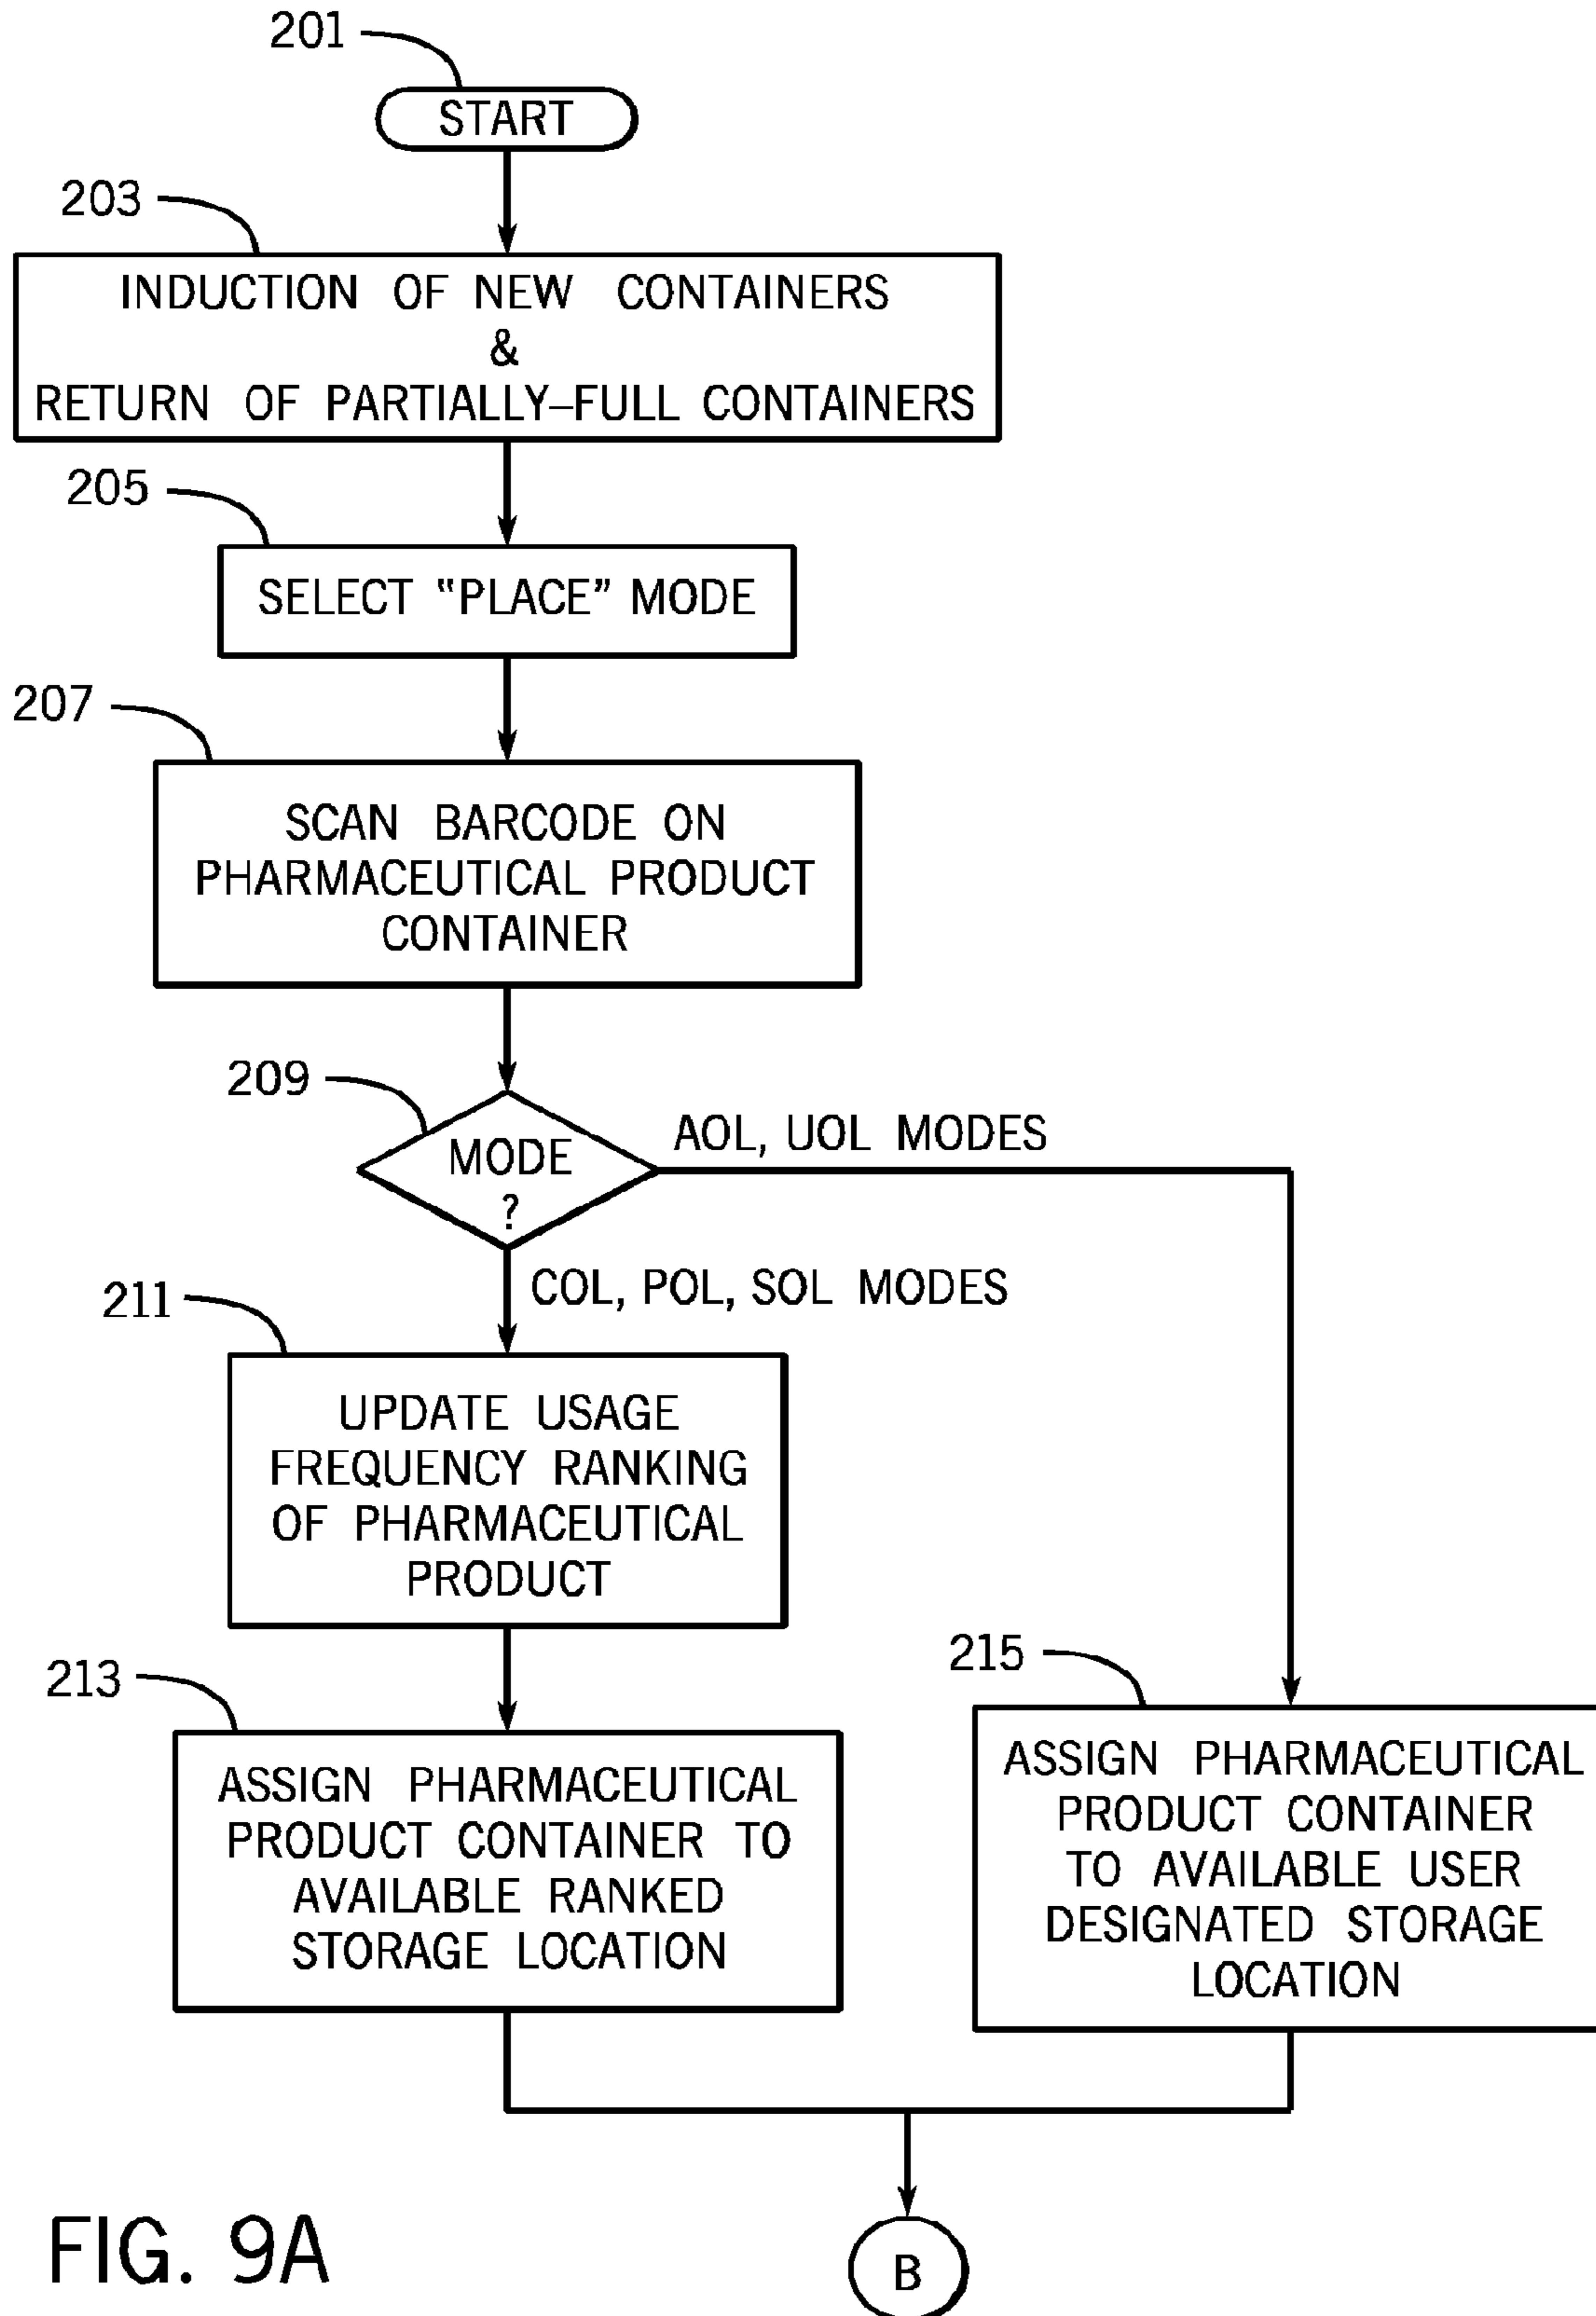 201
START
203
INDUCTION OF NEW CONTAINERS
&
RETURN OF PARTIALLY–FULL CONTAINERS
205
SELECT “PLACE” MODE
207
SCAN BARCODE ON
PHARMACEUTICAL PRODUCT
CONTAINER
209
MODE
?
AOL, UOL MODES
COL, POL, SOL MODES
211
UPDATE USAGE
FREQUENCY RANKING
OF PHARMACEUTICAL
PRODUCT
213
ASSIGN PHARMACEUTICAL
PRODUCT CONTAINER TO
AVAILABLE RANKED
STORAGE LOCATION
215
ASSIGN PHARMACEUTICAL
PRODUCT CONTAINER
TO AVAILABLE USER
DESIGNATED STORAGE
LOCATION
B
FIG. 9A